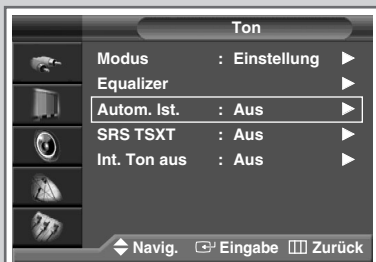 Ton
Modus : Einstellung
Equalizer
Autom. lst. : Aus
SRS TSXT : Aus
Int. Ton aus : Aus
Navig. Eingabe Zurück